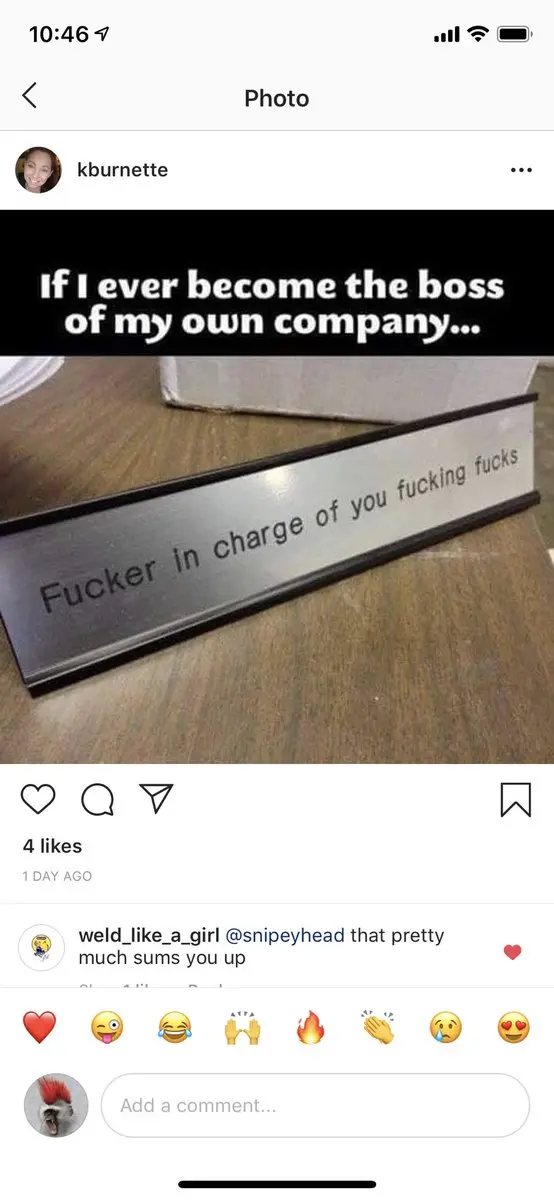 10:46
Photo
kburnette
If I ever become the boss
of my own company...
Fucker in charge of you fucking fucks
4 likes
1 DAY AGO
weld_like_a_girl @snipeyhead that pretty
much sums you up
Add a comment...